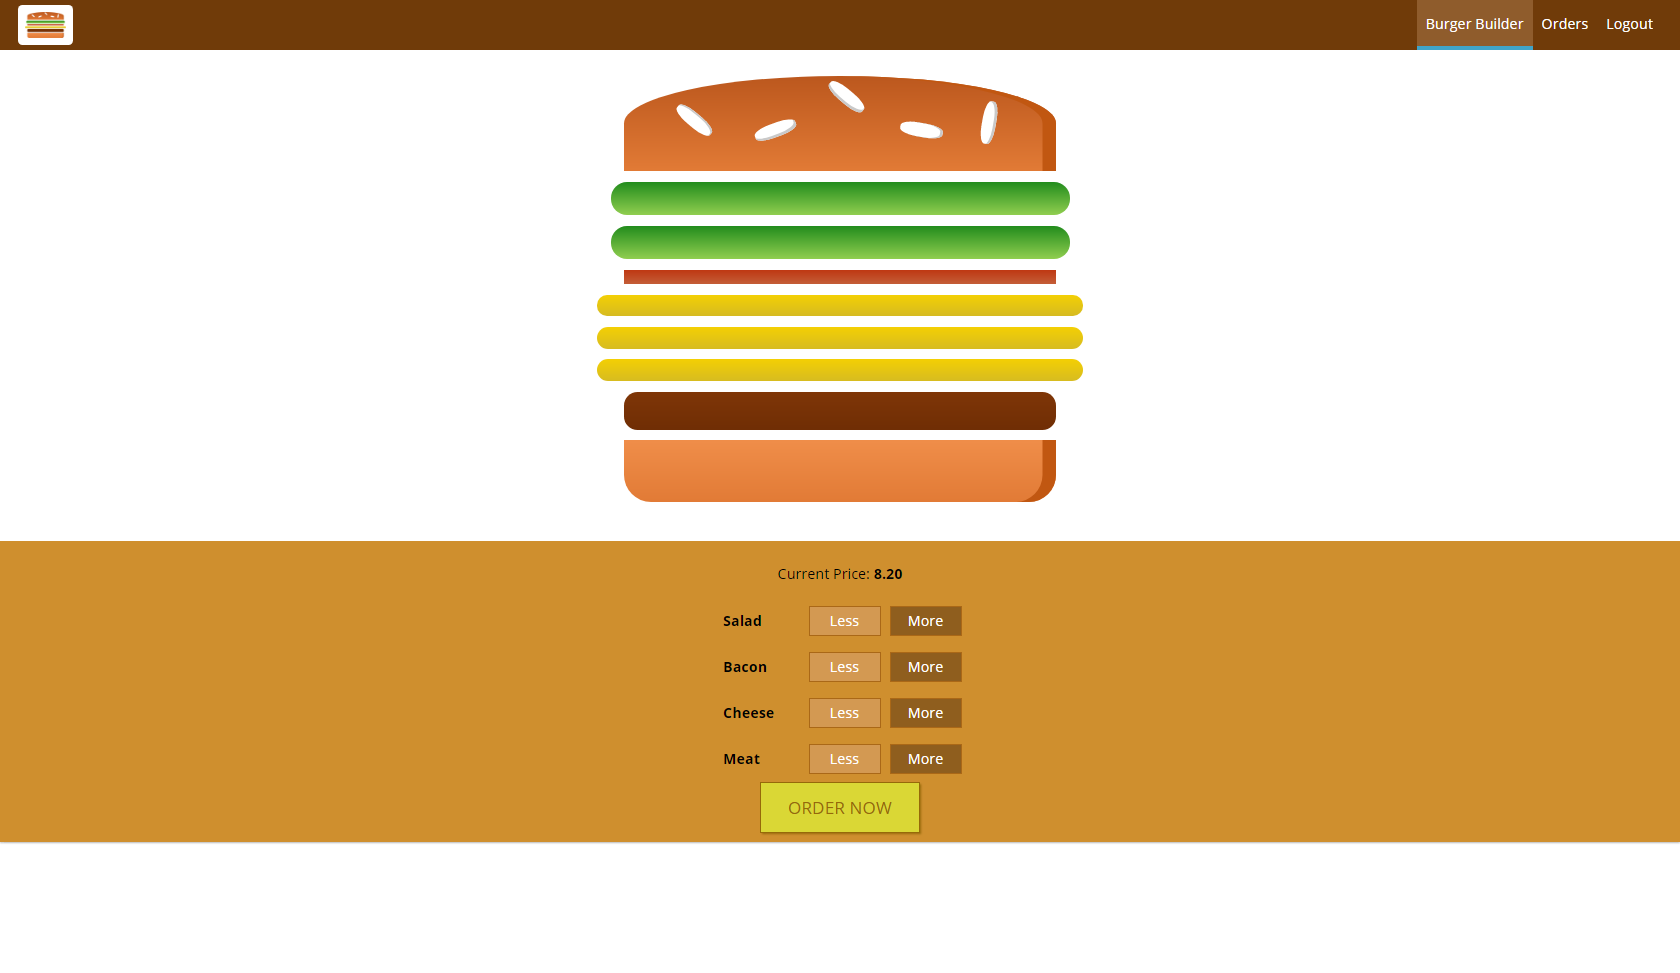 Burger Builder Orders Logout
Current Price: 8.20
Salad Less More
Bacon Less More
Cheese Less More
Meat Less More
ORDER NOW